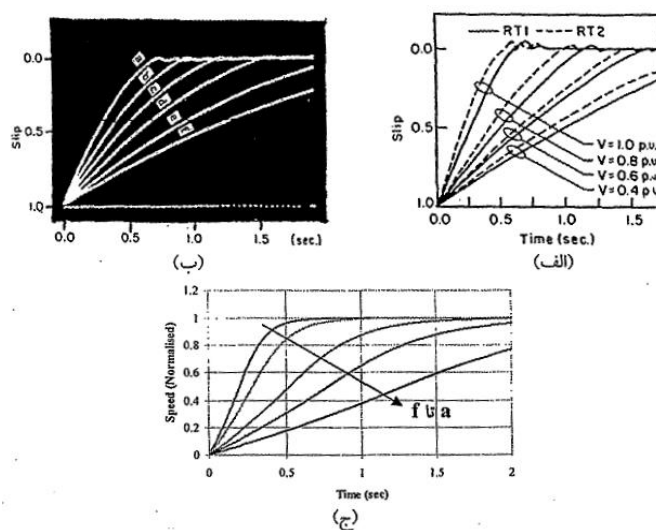 0.0
0.5
1.0
Slip
a
b
c
d
e
f
0.0
0.5
1.0
1.5
(sec.)
(ب)
RT1
RT2
0.0
0.5
1.0
Slip
V=1.0 p.u.
V=0.8 p.u.
V=0.6 p.u.
V=0.4 p.u
0.0
0.5
1.0
1.5
Time (sec.)
(الف)
1.2
1
0.8
0.6
0.4
0.2
0
Speed (Normalised)
a تا f
0
0.5
1
1.5
2
Time (sec)
(ج)